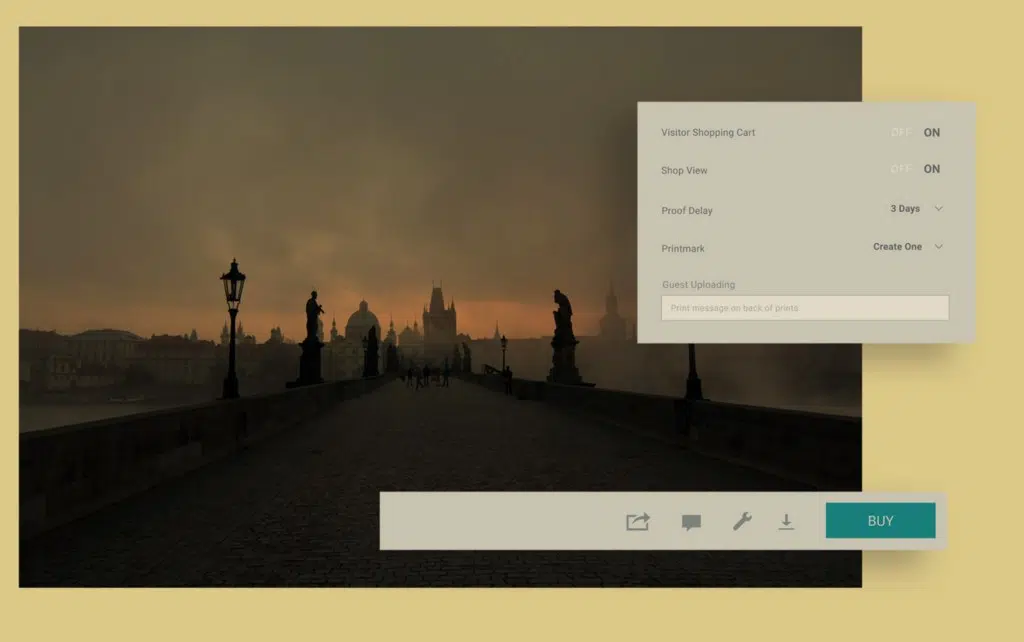 Visitor Shopping Cart OFF ON
Shop View OFF ON
Proof Delay 3 Days
Printmark Create One
Guest Uploading
Print message on back of prints
BUY